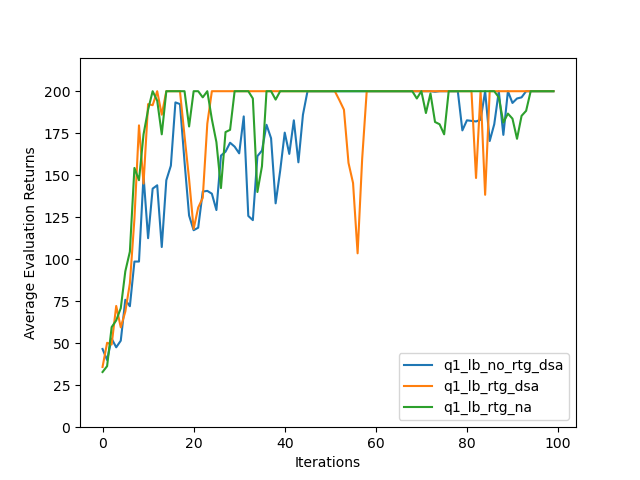 200
175
150
125
100
75
50
25
0
Average Evaluation Returns
0 20 40 60 80 100
Iterations
q1_lb_no_rtg_dsa
q1_lb_rtg_dsa
q1_lb_rtg_na